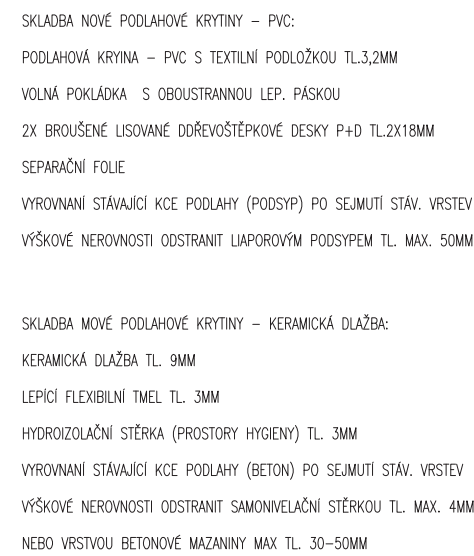 SKLADBA NOVÉ PODLAHOVÉ KRYTINY – PVC:
PODLAHOVÁ KRYINA – PVC S TEXTILNÍ PODLOŽKOU TL.3,2MM
VOLNÁ POKLÁDKA S OBOUSTRANNOU LEP. PÁSKOU
2X BROUŠENÉ LISOVANÉ DDŘEVOŠTĚPKOVÉ DESKY P+D TL.2X18MM
SEPARAČNÍ FOLIE
VYROVNANÍ STÁVAJÍCÍ KCE PODLAHY (PODSYP) PO SEJMUTÍ STÁV. VRSTEV
VÝŠKOVÉ NEROVNOSTI ODSTRANIT LIAPOROVÝM PODSYPEM TL. MAX. 50MM
SKLADBA MOVÉ PODLAHOVÉ KRYTINY – KERAMICKÁ DLAŽBA:
KERAMICKÁ DLAŽBA TL. 9MM
LEPÍCÍ FLEXIBILNÍ TMEL TL. 3MM
HYDROIZOLAČNÍ STĚRKA (PROSTORY HYGIENY) TL. 3MM
VYROVNANÍ STÁVAJÍCÍ KCE PODLAHY (BETON) PO SEJMUTÍ STÁV. VRSTEV
VÝŠKOVÉ NEROVNOSTI ODSTRANIT SAMONIVELAČNÍ STĚRKOU TL. MAX. 4MM
NEBO VRSTVOU BETONOVÉ MAZANINY MAX TL. 30–50MM